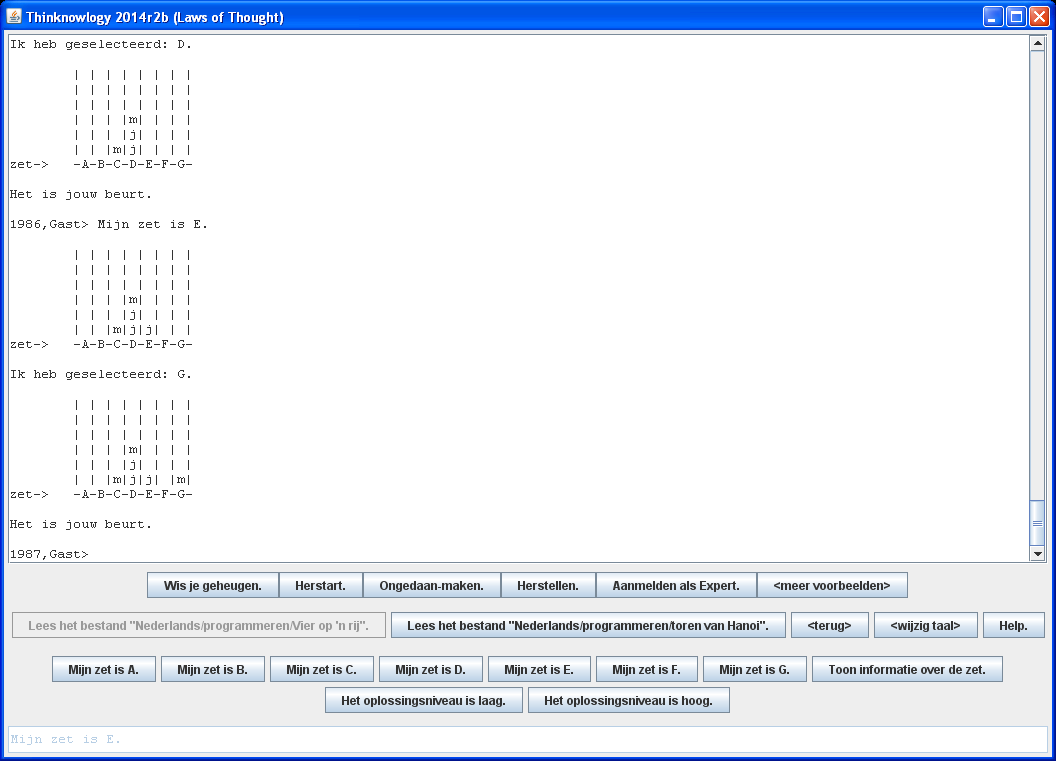 Thinknowlogy 2014r2b (Laws of Thought)
Ik heb geselecteerd: D.
        | | | | | | | |
        | | | | | | | |
        | | | | | | | |
        | | | |m| | | |
        | | | |j| | | |
        | | |m|j| | | |
zet->   -A-B-C-D-E-F-G-
Het is jouw beurt.
1986,Gast> Mijn zet is E.
        | | | | | | | |
        | | | | | | | |
        | | | | | | | |
        | | | |m| | | |
        | | | |j| | | |
        | | |m|j|j| | |
zet->   -A-B-C-D-E-F-G-
Ik heb geselecteerd: G.
        | | | | | | | |
        | | | | | | | |
        | | | | | | | |
        | | | |m| | | |
        | | | |j| | | |
        | | |m|j|j| |m|
zet->   -A-B-C-D-E-F-G-
Het is jouw beurt.
1987,Gast>
Wis je geheugen. Herstart. Ongedaan-maken. Herstellen. Aanmelden als Expert. <meer voorbeelden>
Lees het bestand "Nederlands/programmeren/Vier op 'n rij". Lees het bestand "Nederlands/programmeren/toren van Hanoi". <terug> <wijzig taal> Help.
Mijn zet is A. Mijn zet is B. Mijn zet is C. Mijn zet is D. Mijn zet is E. Mijn zet is F. Mijn zet is G. Toon informatie over de zet.
Het oplossingsniveau is laag. Het oplossingsniveau is hoog.
Mijn zet is E.